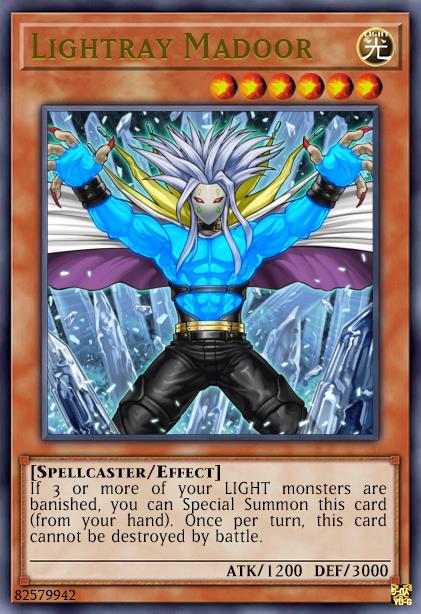 Lightray Madoor
LIGHT
光
[Spellcaster/Effect]
If 3 or more of your LIGHT monsters are
banished, you can Special Summon this card
(from your hand). Once per turn, this card
cannot be destroyed by battle.
ATK/1200 DEF/3000
82579942